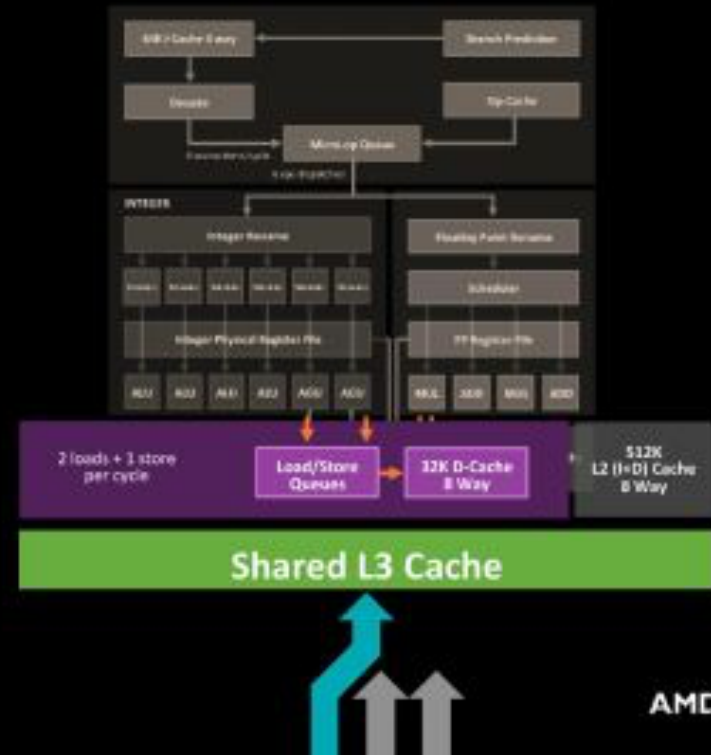 Branch Prediction
Decode
Op Cache
Micro-op Queue
INTEGER
Integer Rename
Floating Point Rename
Scheduler
Integer Physical Register File
FP Register File
ALU ALU ALU ALU AGU AGU
MUL ADD MUL ADD
2 loads + 1 store
per cycle
Load/Store
Queues
32K D-Cache
8 Way
512K
L2 (I+D) Cache
8 Way
Shared L3 Cache
AMD